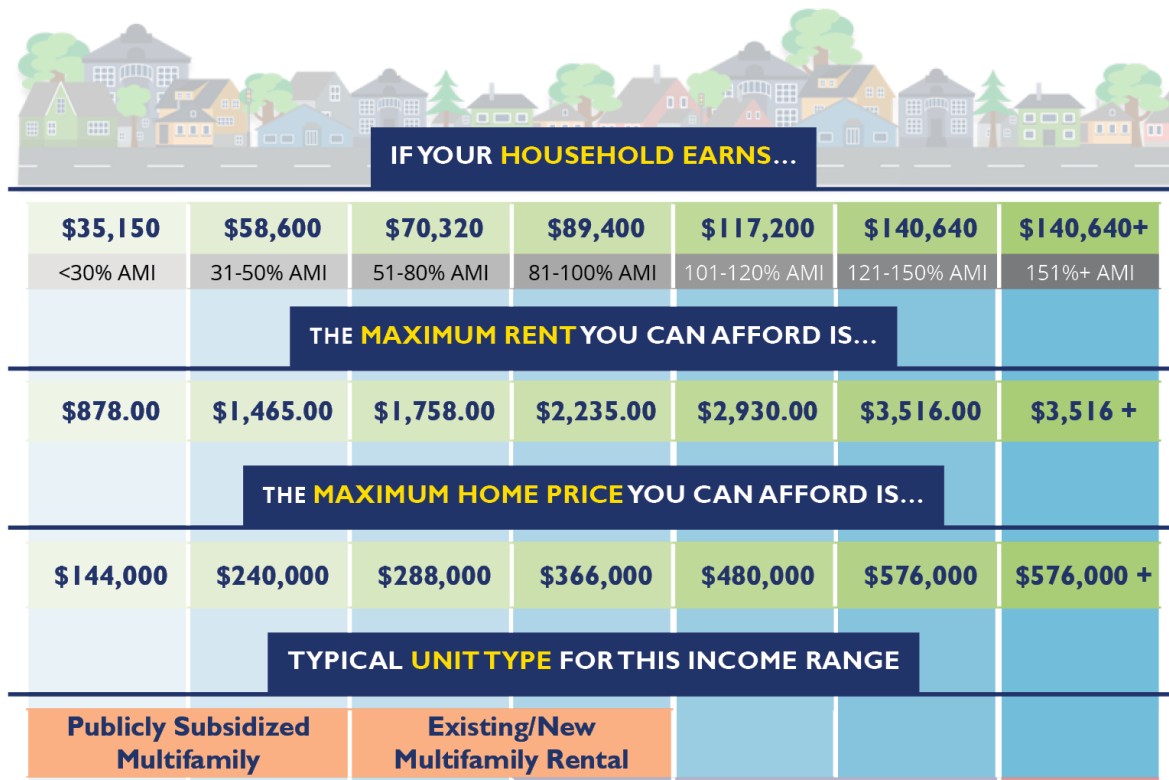 IF YOUR HOUSEHOLD EARNS...
$35,150 $58,600 $70,320 $89,400 $117,200 $140,640 $140,640+
<30% AMI 31-50% AMI 51-80% AMI 81-100% AMI 101-120% AMI 121-150% AMI 151%+ AMI
THE MAXIMUM RENT YOU CAN AFFORD IS...
$878.00 $1,465.00 $1,758.00 $2,235.00 $2,930.00 $3,516.00 $3,516 +
THE MAXIMUM HOME PRICE YOU CAN AFFORD IS...
$144,000 $240,000 $288,000 $366,000 $480,000 $576,000 $576,000 +
TYPICAL UNIT TYPE FOR THIS INCOME RANGE
Publicly Subsidized Existing/New
Multifamily Multifamily Rental